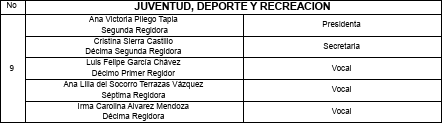 No JUVENTUD, DEPORTE Y RECREACION
Ana Victoria Pliego Tapia
Segunda Regidora
Presidenta
Cristina Sierra Castillo
Décima Segunda Regidora
Secretaria
9
Luis Felipe García Chávez
Décimo Primer Regidor
Vocal
Ana Lilia del Socorro Terrazas Vázquez
Séptima Regidora
Vocal
Irma Carolina Alvarez Mendoza
Décima Regidora
Vocal